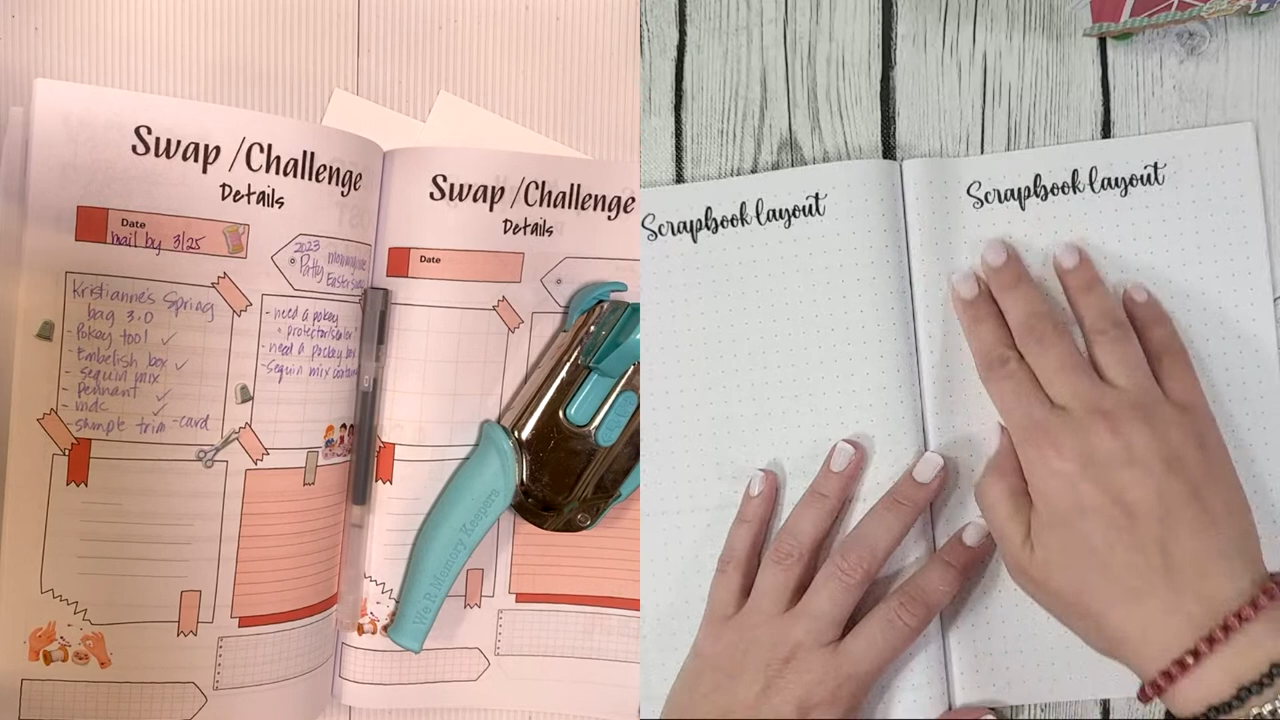 Swap /Challenge
Details
Date
mail by 3/25
2023
Patty
Kristianne's Spring
bag 3.0
- Pokey tool ✓
- Embelish box ✓
- Sequin mix
- Pennant ✓
- mdc ✓
- shmple trim -card
- need a pokey
protector/sealer
- need a pockey box
- Sequin mix
Swap /Challenge
Details
Date
We R Memory Keepers
Scrapbook layout
Scrapbook layout